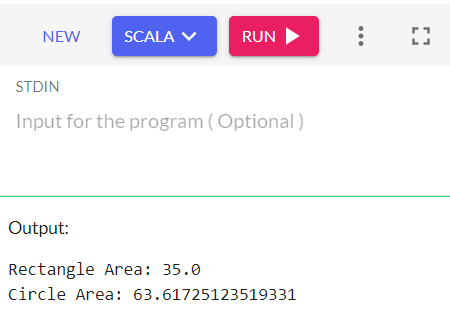 NEW SCALA RUN
STDIN
Input for the program ( Optional )
Output:
Rectangle Area: 35.0
Circle Area: 63.61725123519331